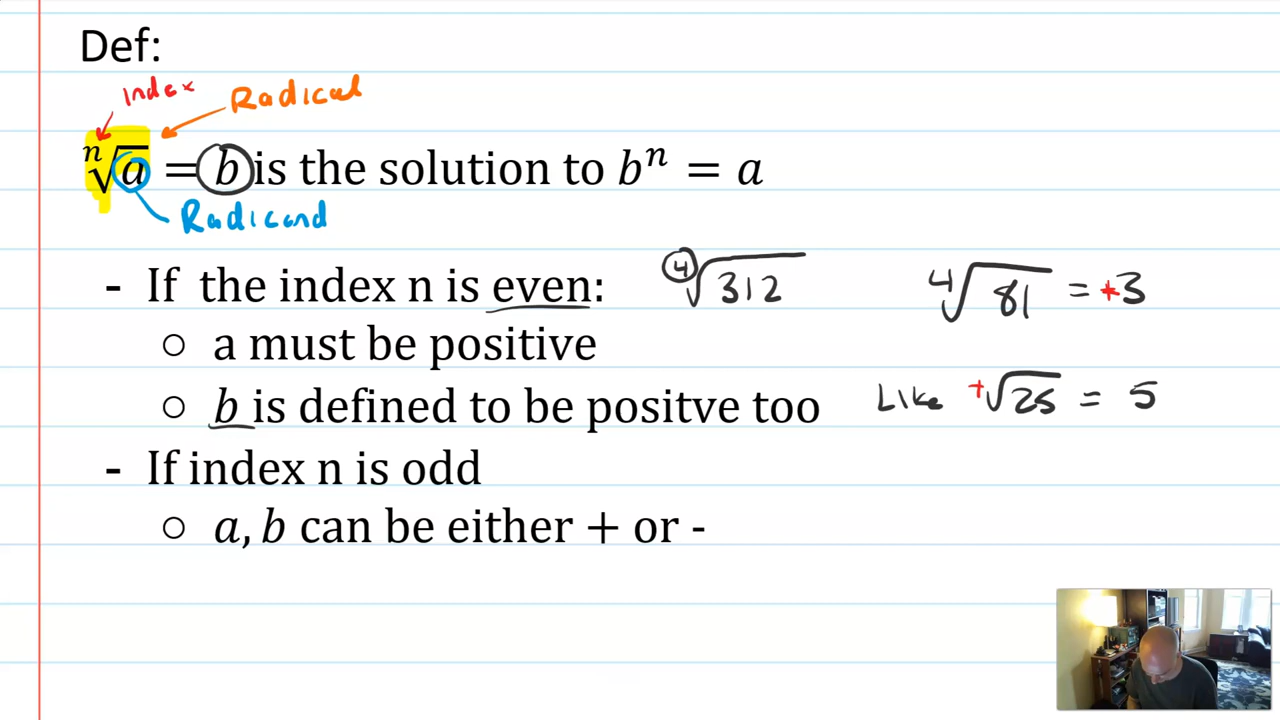 Def:
Index
Radical
ⁿ√a = b is the solution to bⁿ = a
Radicand
- If the index n is even: ⁴√312 ⁴√81 = +3
○ a must be positive
○ b is defined to be positve too Like +√25 = 5
- If index n is odd
○ a, b can be either + or -